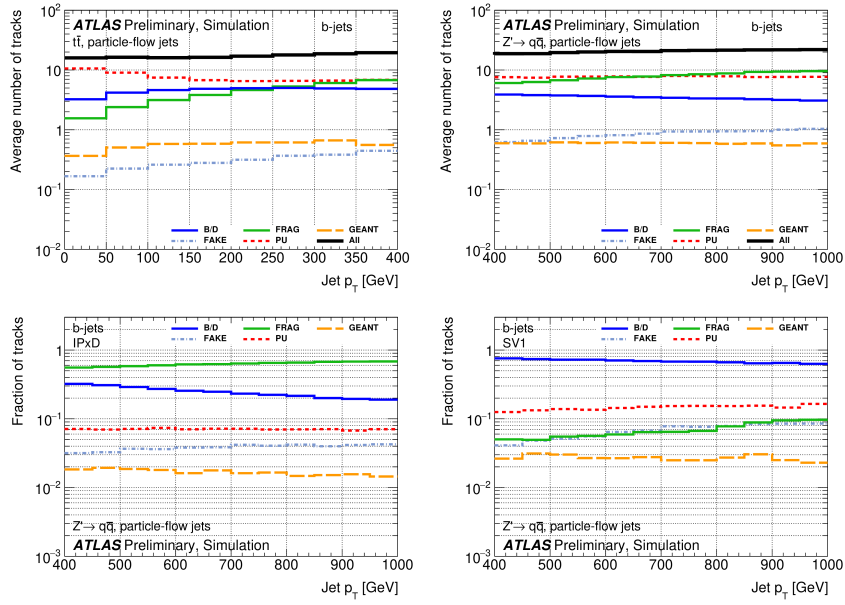 ATLAS Preliminary, Simulation b-jets
tt̅, particle-flow jets
Average number of tracks
10²
10
1
10⁻¹
10⁻²
B/D FRAG GEANT
FAKE PU All
0 50 100 150 200 250 300 350 400
Jet pT [GeV]
ATLAS Preliminary, Simulation b-jets
Z'→ qq̅, particle-flow jets
Average number of tracks
10²
10
1
10⁻¹
10⁻²
B/D FRAG GEANT
FAKE PU All
400 500 600 700 800 900 1000
Jet pT [GeV]
b-jets
IPxD
B/D FRAG GEANT
FAKE PU
Fraction of tracks
1
10⁻¹
10⁻²
10⁻³
Z'→ qq̅, particle-flow jets
ATLAS Preliminary, Simulation
400 500 600 700 800 900 1000
Jet pT [GeV]
b-jets
SV1
B/D FRAG GEANT
FAKE PU
Fraction of tracks
1
10⁻¹
10⁻²
10⁻³
Z'→ qq̅, particle-flow jets
ATLAS Preliminary, Simulation
400 500 600 700 800 900 1000
Jet pT [GeV]